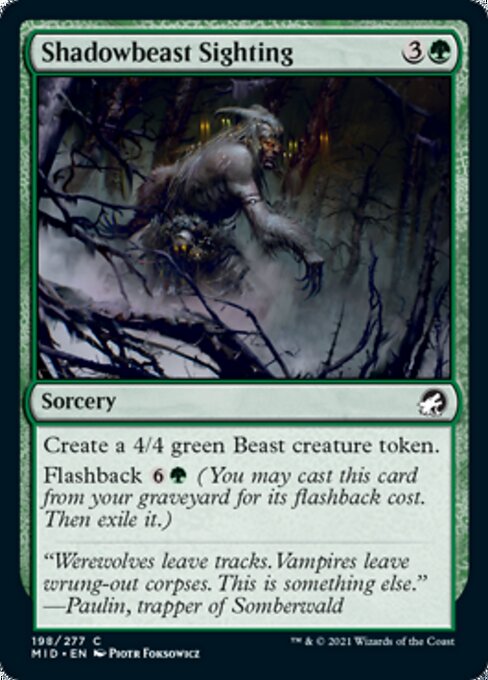 Shadowbeast Sighting 3
Sorcery
Create a 4/4 green Beast creature token.
Flashback 6 (You may cast this card
from your graveyard for its flashback cost.
Then exile it.)
“Werewolves leave tracks. Vampires leave
wrung-out corpses. This is something else.”
—Paulin, trapper of Somberwald
198/277 C
MID • EN Piotr Foksowicz
™ & © 2021 Wizards of the Coast